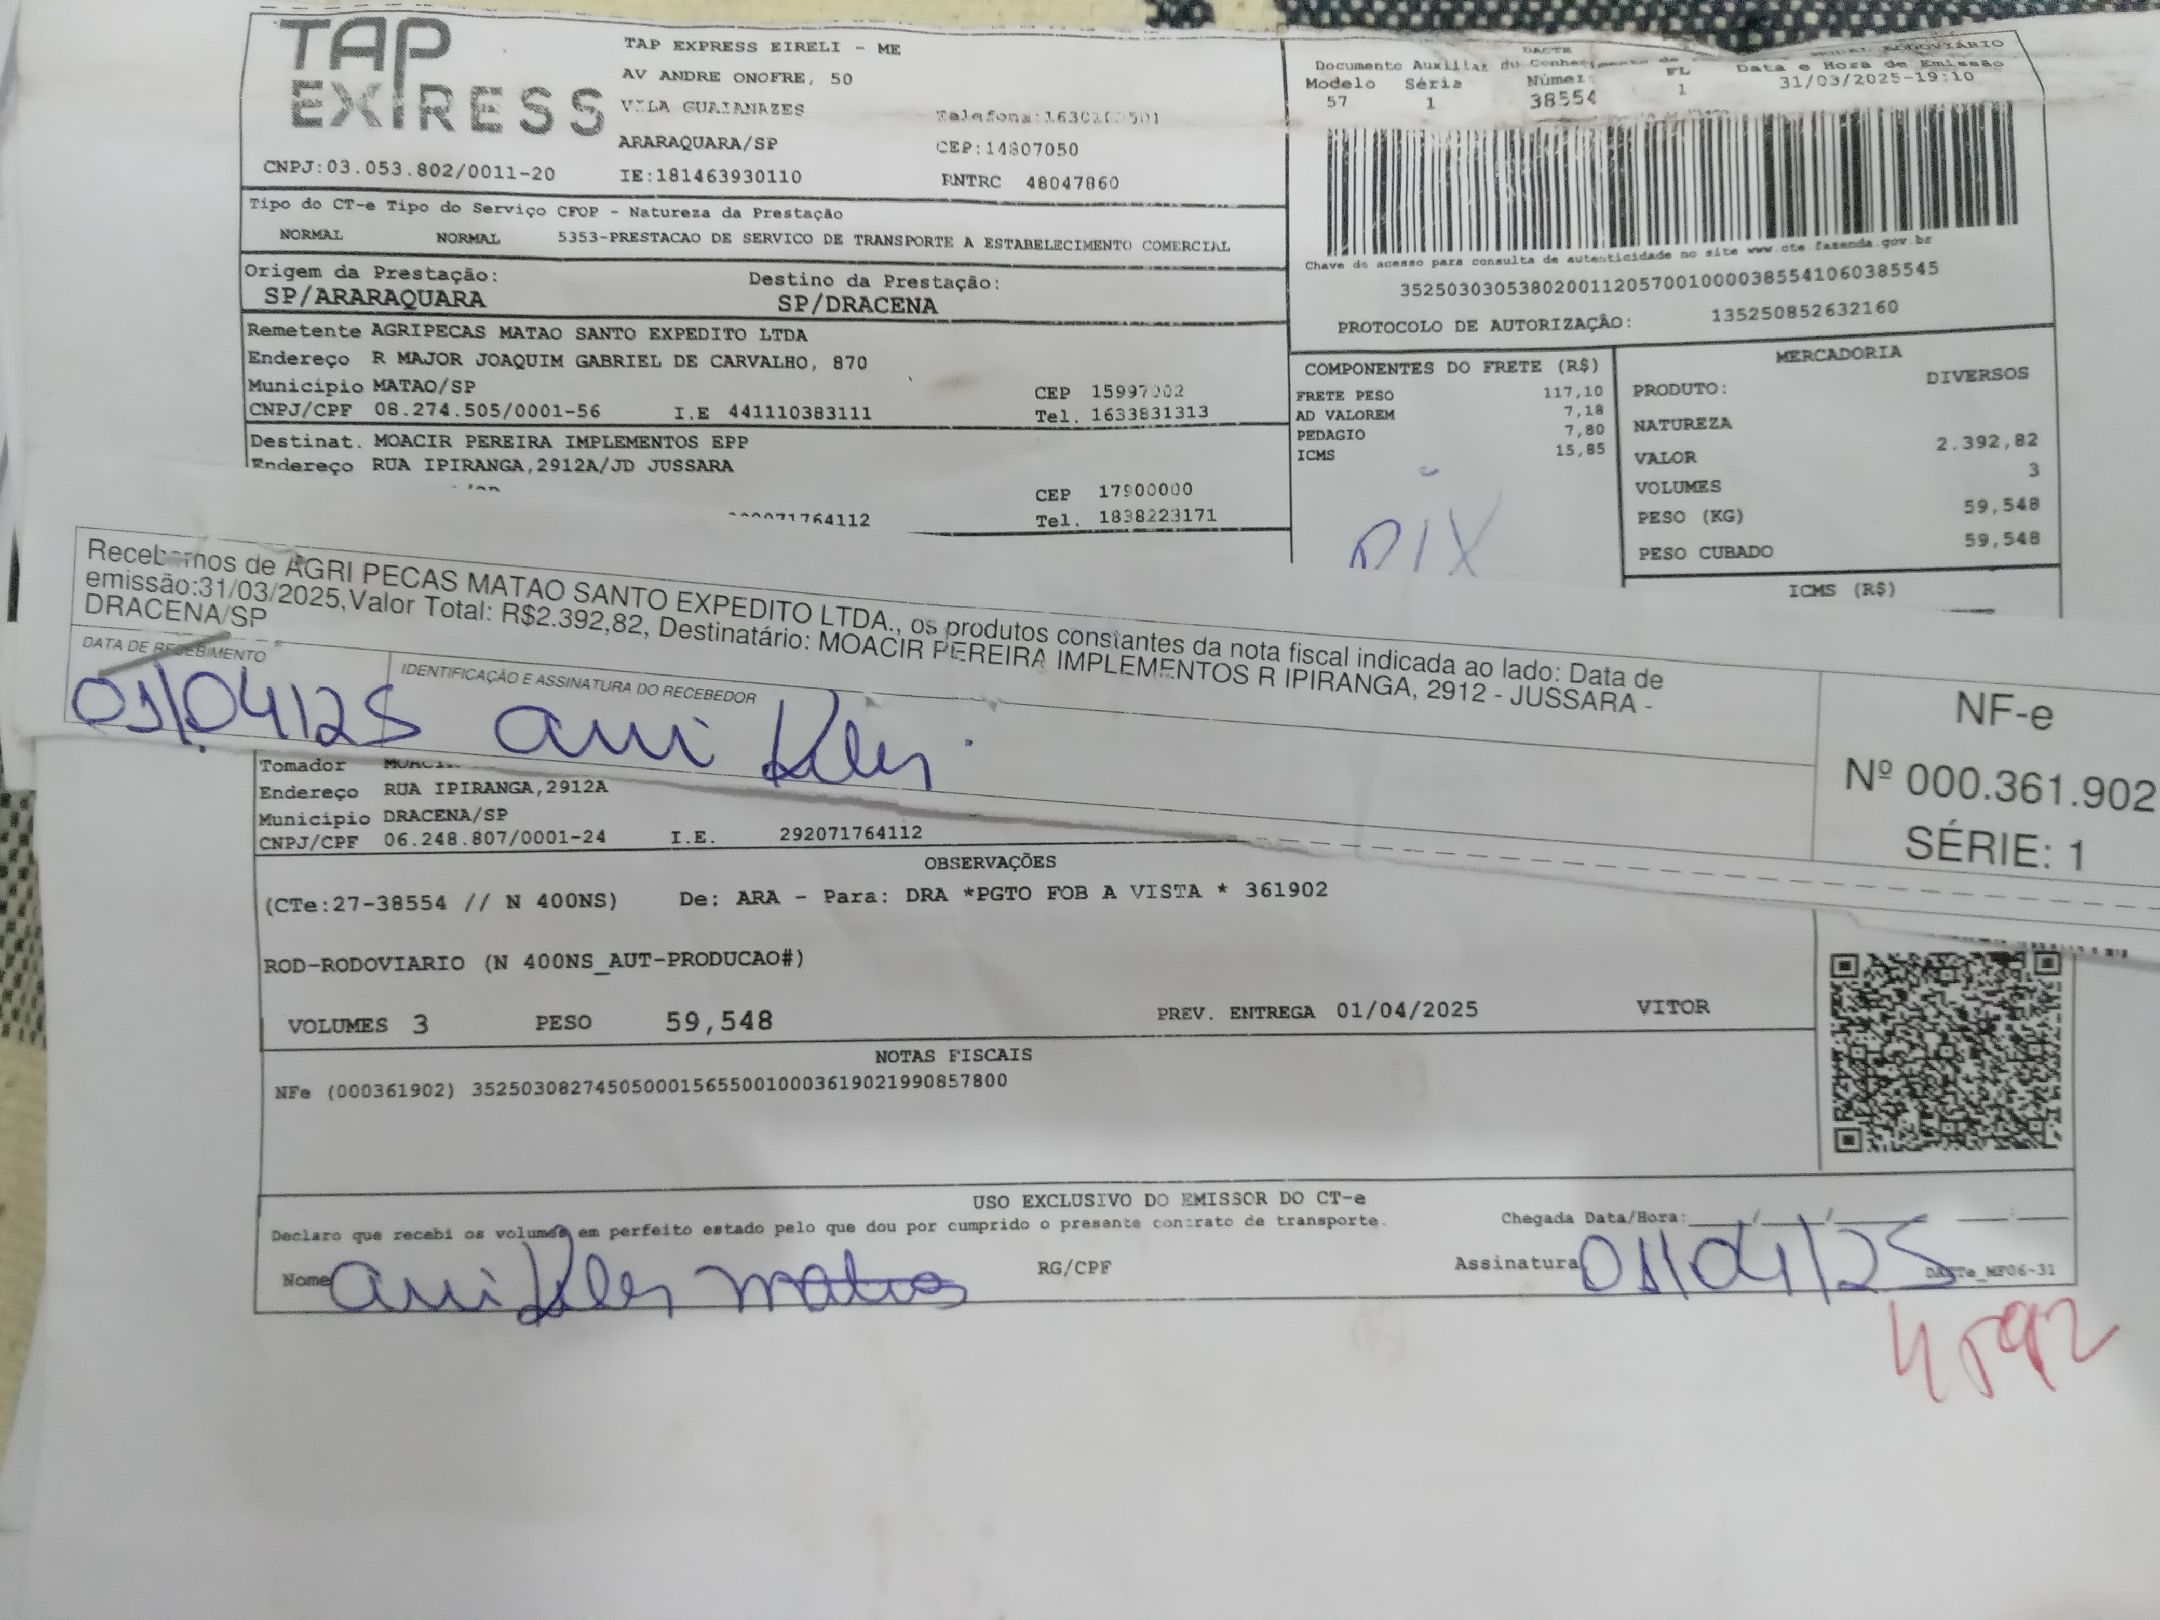 TAP EXPRESS
TAP EXPRESS EIRELI - ME
AV ANDRE ONOFRE, 50
VILA GUAIANAZES
ARARAQUARA/SP
CEP:14807050
CNPJ:03.053.802/0011-20 IE:181463930110 RNTRC 48047860
DACTE
Documento Auxiliar do Conhecimento de MODAL RODOVIÁRIO
Modelo Série Número FL Data e Hora de Emissão
57 1 38554 1 31/03/2025-19:10
Chave de acesso para consulta de autenticidade no site www.cte.fazenda.gov.br
35250303053802001120570010000385541060385545
PROTOCOLO DE AUTORIZAÇÃO: 135250852632160
Tipo do CT-e Tipo do Serviço CFOP - Natureza da Prestação
NORMAL NORMAL 5353-PRESTACAO DE SERVICO DE TRANSPORTE A ESTABELECIMENTO COMERCIAL
Origem da Prestação: Destino da Prestação:
SP/ARARAQUARA SP/DRACENA
Remetente AGRIPECAS MATAO SANTO EXPEDITO LTDA
Endereço R MAJOR JOAQUIM GABRIEL DE CARVALHO, 870
Município MATAO/SP CEP 15997002
CNPJ/CPF 08.274.505/0001-56 I.E 441110383111 Tel. 1633831313
Destinat. MOACIR PEREIRA IMPLEMENTOS EPP
Endereço RUA IPIRANGA,2912A/JD JUSSARA
CEP 17900000
Tel. 1838223171
COMPONENTES DO FRETE (R$)
FRETE PESO 117,10
AD VALOREM 7,18
PEDAGIO 7,80
ICMS 15,85
MERCADORIA
PRODUTO: DIVERSOS
NATUREZA
VALOR 2.392,82
VOLUMES 3
PESO (KG) 59,548
PESO CUBADO 59,548
ICMS (R$)
Recebemos de AGRI PECAS MATAO SANTO EXPEDITO LTDA., os produtos constantes da nota fiscal indicada ao lado: Data de
emissão:31/03/2025,Valor Total: R$2.392,82, Destinatário: MOACIR PEREIRA IMPLEMENTOS R IPIRANGA, 2912 - JUSSARA -
DRACENA/SP
DATA DE RECEBIMENTO IDENTIFICAÇÃO E ASSINATURA DO RECEBEDOR
01/04/25
NF-e
Nº 000.361.902
SÉRIE: 1
Tomador
Endereço RUA IPIRANGA,2912A
Município DRACENA/SP
CNPJ/CPF 06.248.807/0001-24 I.E. 292071764112
OBSERVAÇÕES
(CTe:27-38554 // N 400NS) De: ARA - Para: DRA *PGTO FOB A VISTA * 361902
ROD-RODOVIARIO (N 400NS_AUT-PRODUCAO#)
VOLUMES 3 PESO 59,548 PREV. ENTREGA 01/04/2025 VITOR
NOTAS FISCAIS
NFe (000361902) 35250308274505000156550010003619021990857800
USO EXCLUSIVO DO EMISSOR DO CT-e
Declaro que recebi os volumes em perfeito estado pelo que dou por cumprido o presente contrato de transporte. Chegada Data/Hora:
Nome RG/CPF Assinatura 01/04/25 DACTe_MF06-31